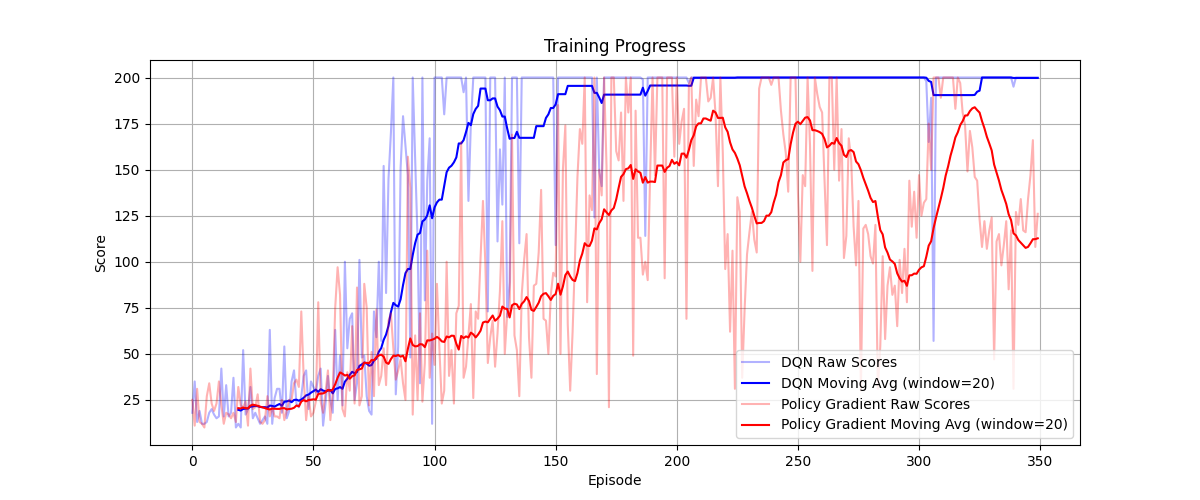 Training Progress
Score
200
175
150
125
100
75
50
25
0 50 100 150 200 250 300 350
Episode
DQN Raw Scores
DQN Moving Avg (window=20)
Policy Gradient Raw Scores
Policy Gradient Moving Avg (window=20)